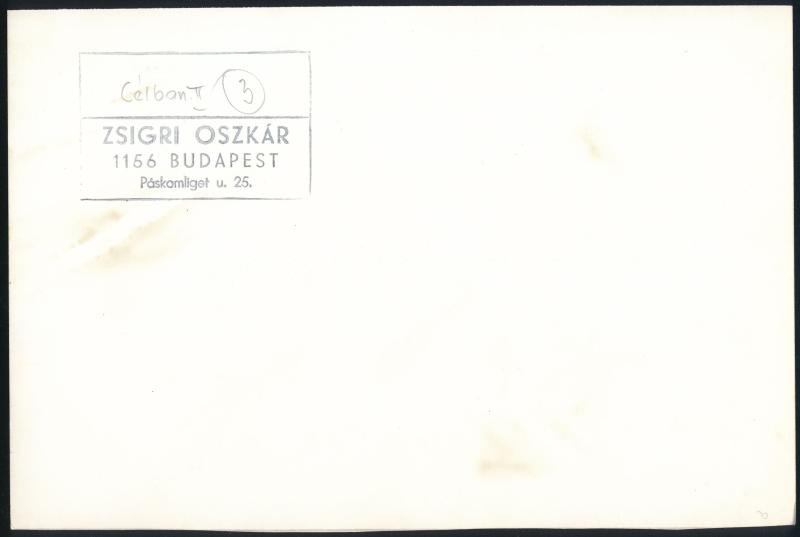 Célban. II 3
ZSIGRI OSZKÁR
1156 BUDAPEST
Páskomliget u. 25.